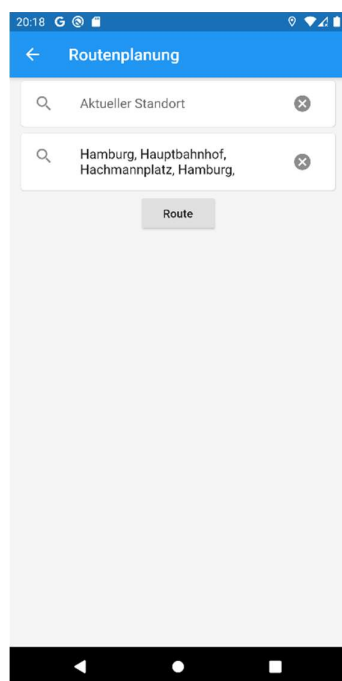 20:18 G
Routenplanung
Aktueller Standort
Hamburg, Hauptbahnhof,
Hachmannplatz, Hamburg,
Route